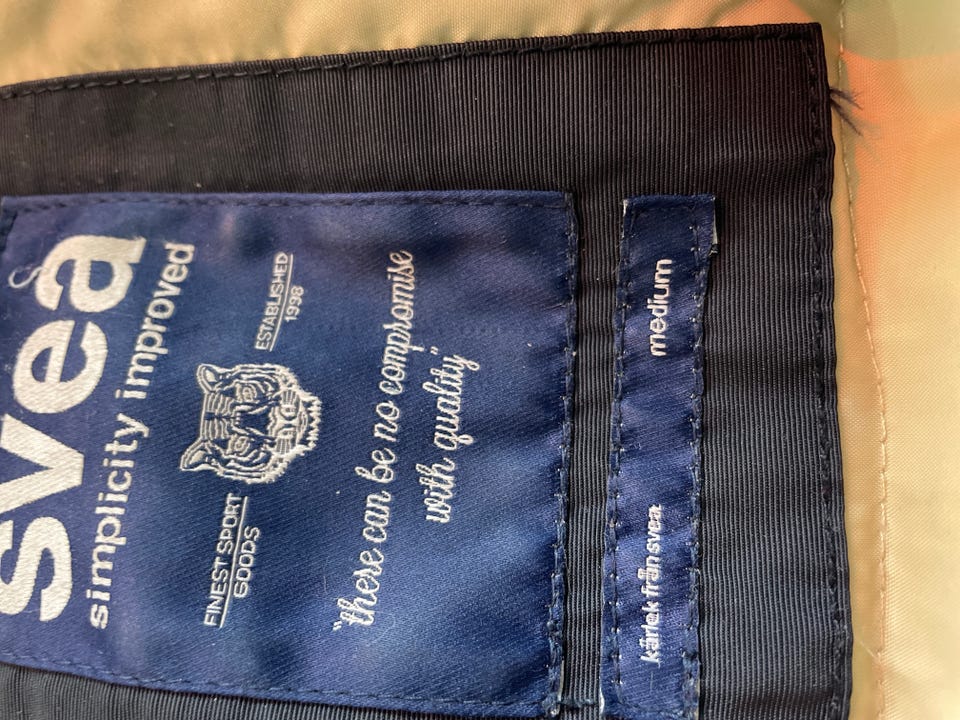 svea
simplicity improved
FINEST SPORT
GOODS
ESTABLISHED
1998
"there can be no compromise
with quality"
kärlek från svea
medium